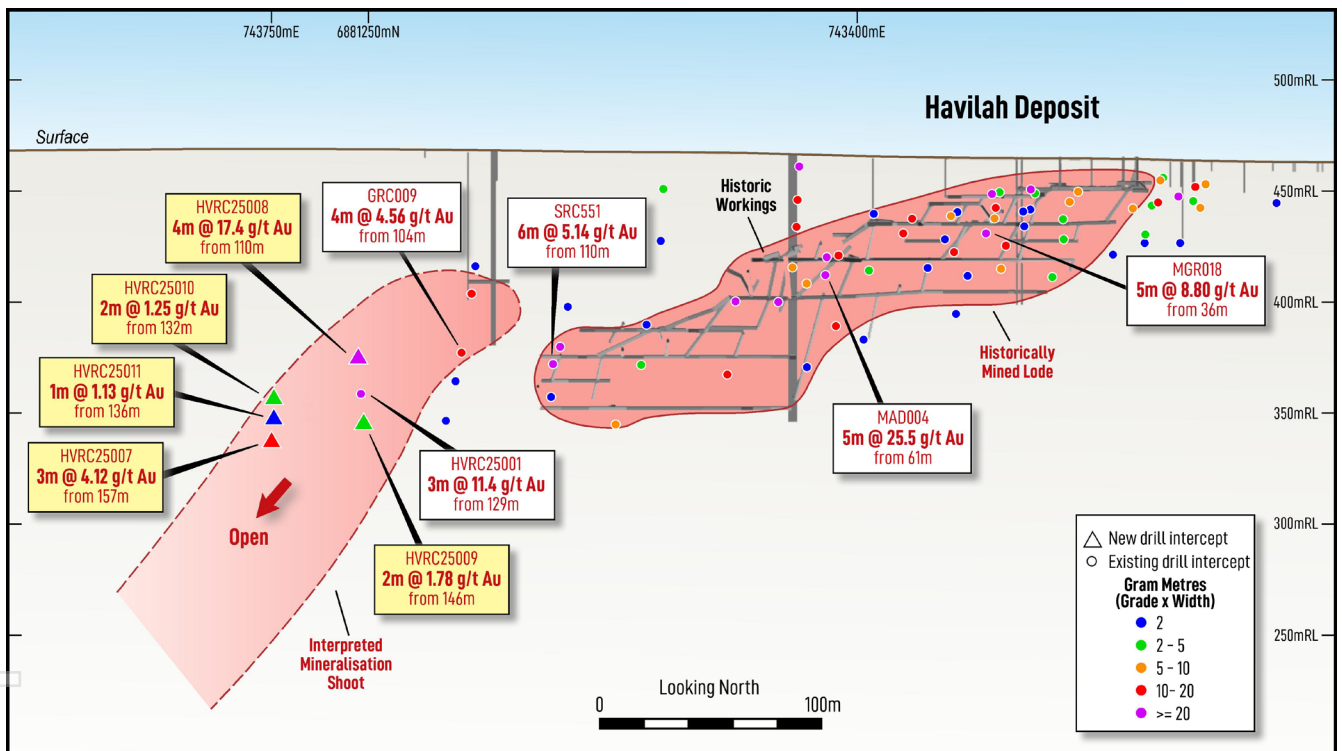 743750mE
6881250mN
743400mE
500mRL
Havilah Deposit
Surface
450mRL
HVRC25008
4m @ 17.4 g/t Au
from 110m
GRC009
4m @ 4.56 g/t Au
from 104m
SRC551
6m @ 5.14 g/t Au
from 110m
Historic
Workings
MGR018
5m @ 8.80 g/t Au
from 36m
HVRC25010
2m @ 1.25 g/t Au
from 132m
400mRL
HVRC25011
1m @ 1.13 g/t Au
from 136m
Historically
Mined Lode
350mRL
HVRC25007
3m @ 4.12 g/t Au
from 157m
HVRC25001
3m @ 11.4 g/t Au
from 129m
MAD004
5m @ 25.5 g/t Au
from 61m
Open
300mRL
HVRC25009
2m @ 1.78 g/t Au
from 146m
Interpreted
Mineralisation
Shoot
250mRL
Looking North
0
100m
New drill intercept
Existing drill intercept
Gram Metres
(Grade x Width)
2
2 - 5
5 - 10
10- 20
>= 20